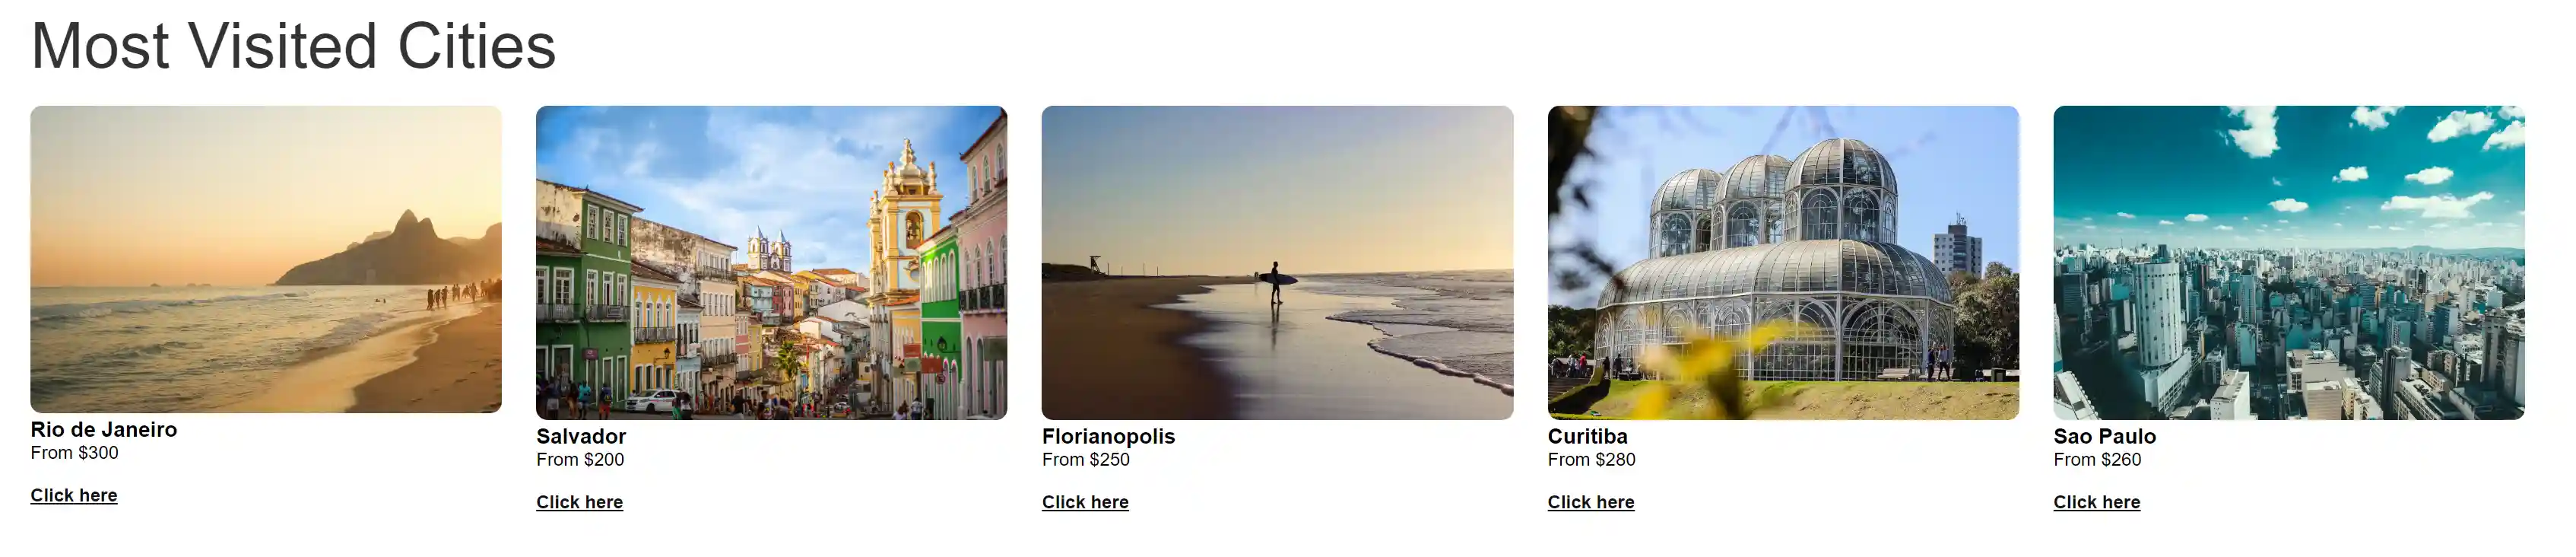 Most Visited Cities
Rio de Janeiro
From $300
Click here
Salvador
From $200
Click here
Florianopolis
From $250
Click here
Curitiba
From $280
Click here
Sao Paulo
From $260
Click here